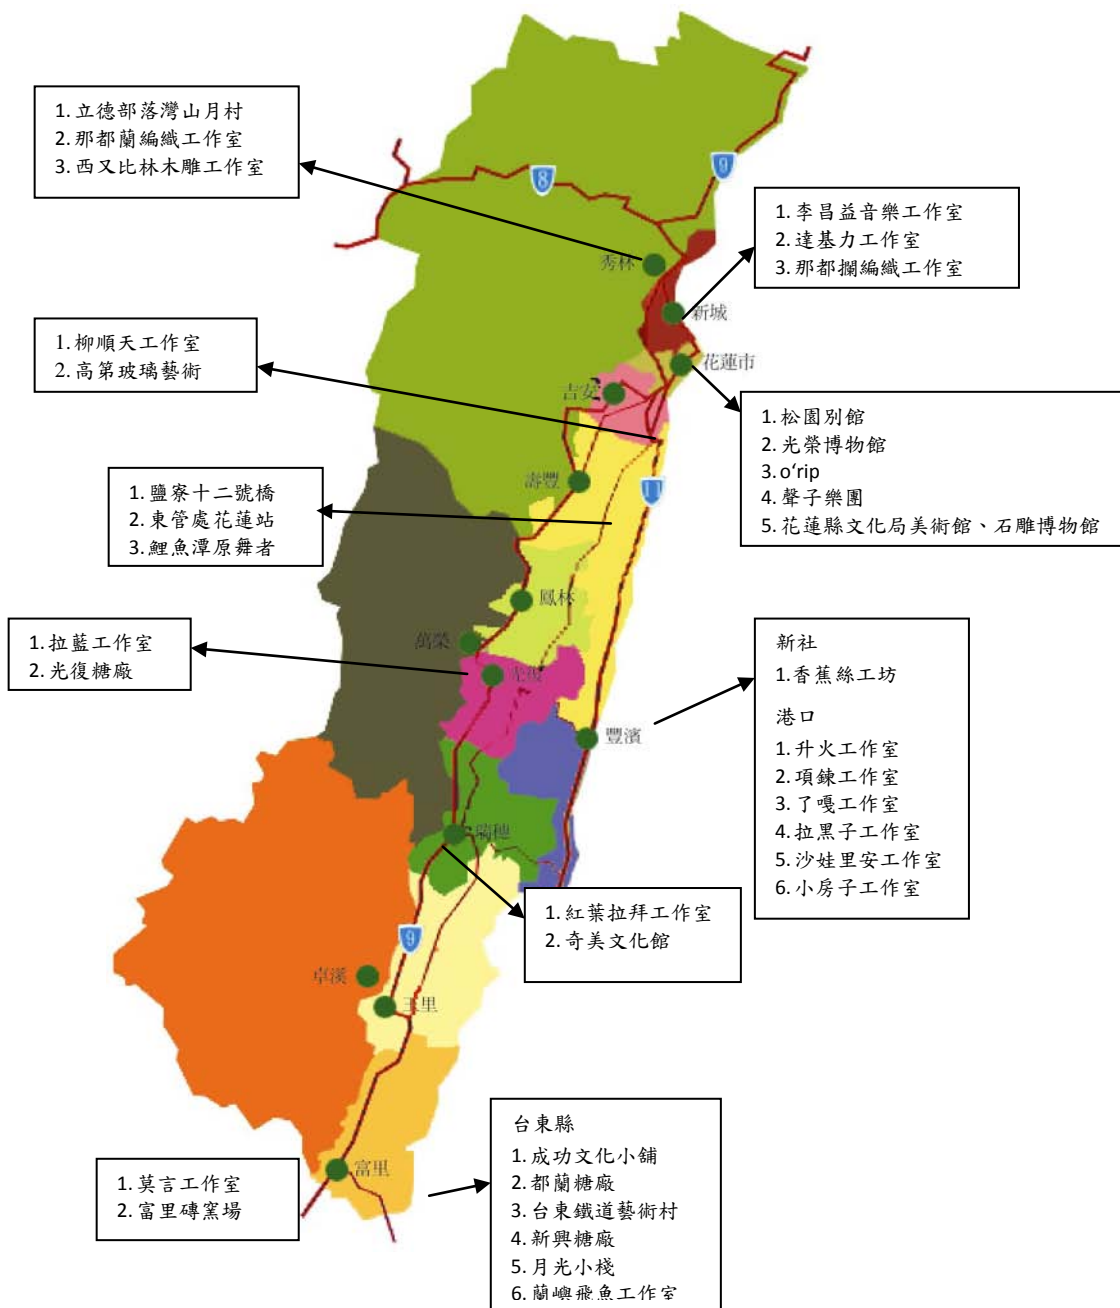 1. 立德部落灣山月村
2. 那都蘭編織工作室
3. 西又比林木雕工作室
8
9
1. 李昌益音樂工作室
2. 達基力工作室
3. 那都攔編織工作室
秀林
新城
1. 柳順天工作室
2. 高第玻璃藝術
花蓮市
吉安
1. 松園別館
2. 光榮博物館
3. o'rip
4. 聲子樂團
5. 花蓮縣文化局美術館、石雕博物館
壽豐
11
1. 鹽寮十二號橋
2. 東管處花蓮站
3. 鯉魚潭原舞者
鳳林
萬榮
1. 拉藍工作室
2. 光復糖廠
光復
新社
1. 香蕉絲工坊
港口
1. 升火工作室
2. 項鍊工作室
3. 了嘎工作室
4. 拉黑子工作室
5. 沙娃里安工作室
6. 小房子工作室
豐濱
瑞穗
1. 紅葉拉拜工作室
2. 奇美文化館
9
卓溪
玉里
台東縣
1. 成功文化小舖
2. 都蘭糖廠
3. 台東鐵道藝術村
4. 新興糖廠
5. 月光小棧
6. 蘭嶼飛魚工作室
富里
1. 莫言工作室
2. 富里磚窯場